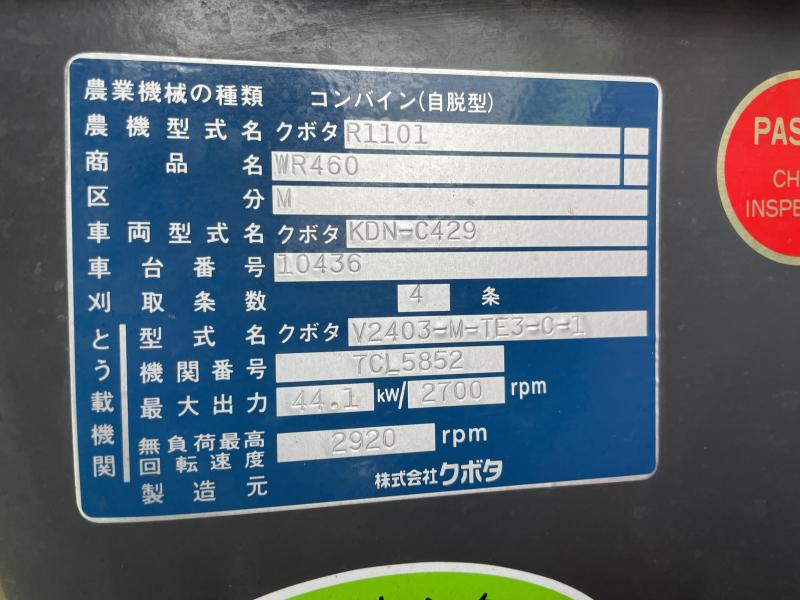 農業機械の種類 コンバイン(自脱型)
農機型式名 クボタ R1101
商品名 WR460
区分 M
車両型式名 クボタ KDN-C429
車台番号 10436
刈取条数 4 条
とう載機関
型式名 クボタ V2403-M-TE3-C-1
機関番号 7CL5852
最大出力 44.1 kW/ 2700 rpm
無負荷最高回転速度 2920 rpm
製造元 株式会社クボタ
PAS
CH
INSPE